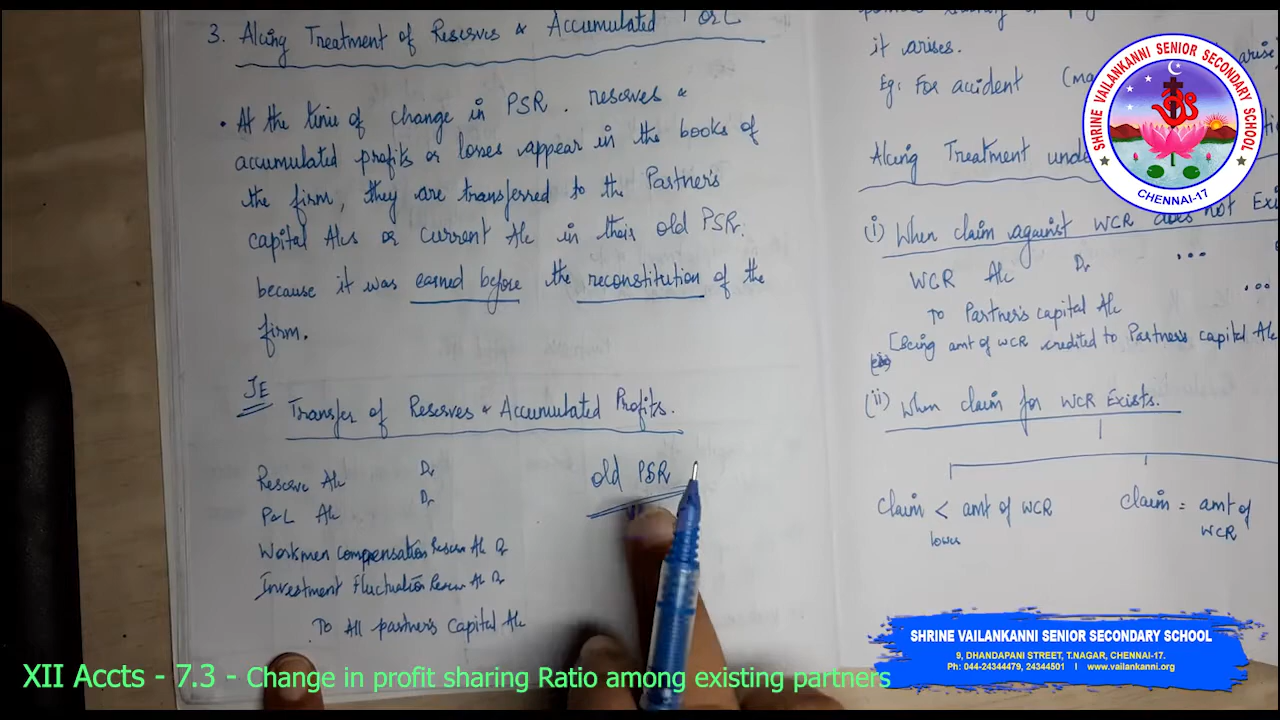 3. A/cing Treatment of Reserves & Accumulated P or L
• At the time of change in PSR. reserves &
accumulated profits or losses appear in the books of
the firm, they are transferred to the Partner's
capital A/cs or current A/c in their old PSR.
because it was earned before the reconstitution of the
firm.
JE
Transfer of Reserves & Accumulated Profits.
Reserve A/c Dr
P&L A/c Dr
old PSR
Workmen compensation Reserve A/c Dr
Investment Fluctuation Reserve A/c Dr
To All partner's Capital A/c
it arises.
Eg: For accident
A/cing Treatment
(i) When claim against WCR does not
WCR A/c Dr ...
To Partner's capital A/c ...
[Being amt of WCR credited to Partner's capital A/c
(ii) When claim for WCR Exists.
Claim < amt of WCR
lower
Claim = amt of
WCR
SHRINE VAILANKANNI SENIOR SECONDARY SCHOOL
CHENNAI-17
SHRINE VAILANKANNI SENIOR SECONDARY SCHOOL
9, DHANDAPANI STREET, T.NAGAR, CHENNAI-17.
Ph: 044-24344479, 24344501 I www.vailankanni.org
XII Accts - 7.3 - Change in profit sharing Ratio among existing partners